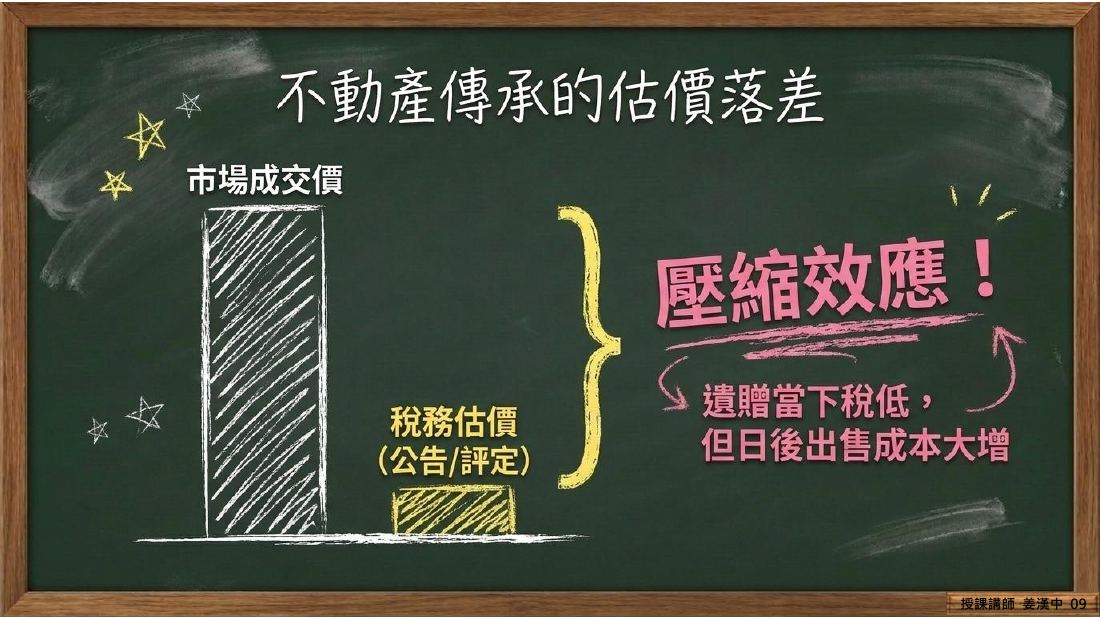 不動產傳承的估價落差
市場成交價
稅務估價
(公告/評定)
壓縮效應！
遺贈當下稅低，
但日後出售成本大增
授課講師 姜漢中 09